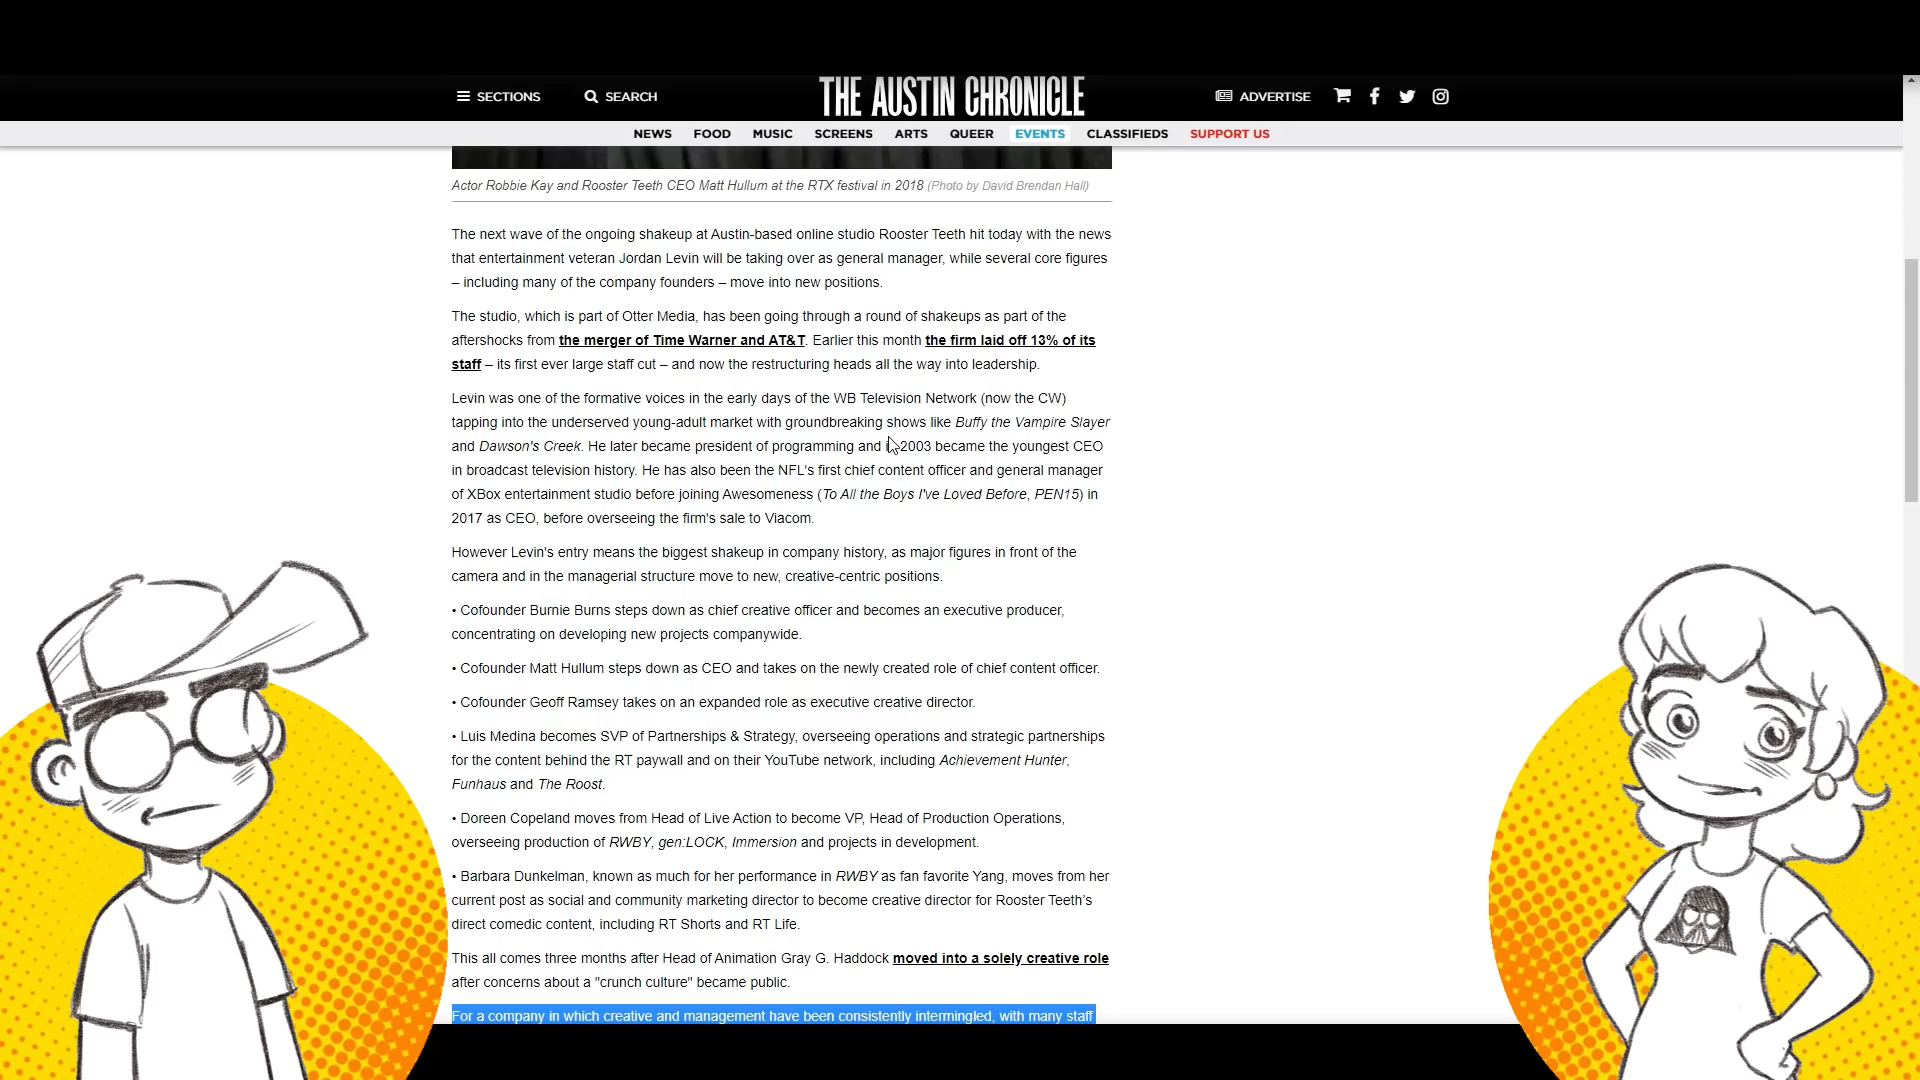 SECTIONS
SEARCH
THE AUSTIN CHRONICLE
ADVERTISE
NEWS FOOD MUSIC SCREENS ARTS QUEER EVENTS CLASSIFIEDS SUPPORT US
Actor Robbie Kay and Rooster Teeth CEO Matt Hullum at the RTX festival in 2018 (Photo by David Brendan Hall)
The next wave of the ongoing shakeup at Austin-based online studio Rooster Teeth hit today with the news
that entertainment veteran Jordan Levin will be taking over as general manager, while several core figures
– including many of the company founders – move into new positions.
The studio, which is part of Otter Media, has been going through a round of shakeups as part of the
aftershocks from the merger of Time Warner and AT&T. Earlier this month the firm laid off 13% of its
staff – its first ever large staff cut – and now the restructuring heads all the way into leadership.
Levin was one of the formative voices in the early days of the WB Television Network (now the CW)
tapping into the underserved young-adult market with groundbreaking shows like Buffy the Vampire Slayer
and Dawson's Creek. He later became president of programming and in 2003 became the youngest CEO
in broadcast television history. He has also been the NFL's first chief content officer and general manager
of XBox entertainment studio before joining Awesomeness (To All the Boys I've Loved Before, PEN15) in
2017 as CEO, before overseeing the firm's sale to Viacom.
However Levin's entry means the biggest shakeup in company history, as major figures in front of the
camera and in the managerial structure move to new, creative-centric positions.
• Cofounder Burnie Burns steps down as chief creative officer and becomes an executive producer,
concentrating on developing new projects companywide.
• Cofounder Matt Hullum steps down as CEO and takes on the newly created role of chief content officer.
• Cofounder Geoff Ramsey takes on an expanded role as executive creative director.
• Luis Medina becomes SVP of Partnerships & Strategy, overseeing operations and strategic partnerships
for the content behind the RT paywall and on their YouTube network, including Achievement Hunter,
Funhaus and The Roost.
• Doreen Copeland moves from Head of Live Action to become VP, Head of Production Operations,
overseeing production of RWBY, gen:LOCK, Immersion and projects in development.
• Barbara Dunkelman, known as much for her performance in RWBY as fan favorite Yang, moves from her
current post as social and community marketing director to become creative director for Rooster Teeth's
direct comedic content, including RT Shorts and RT Life.
This all comes three months after Head of Animation Gray G. Haddock moved into a solely creative role
after concerns about a "crunch culture" became public.
For a company in which creative and management have been consistently intermingled, with many staff